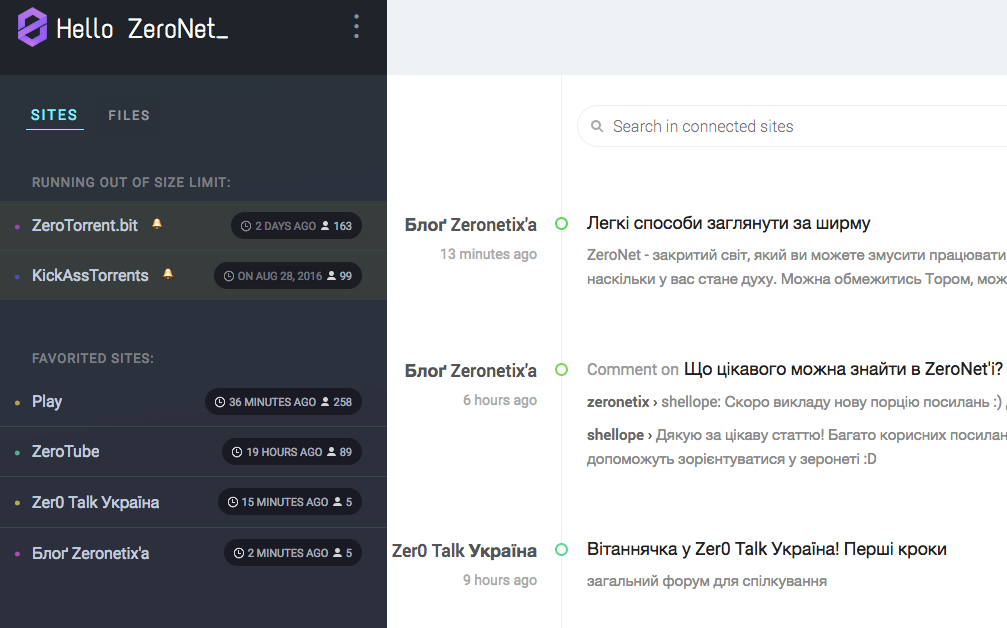 Hello ZeroNet_
SITES FILES
RUNNING OUT OF SIZE LIMIT:
ZeroTorrent.bit 2 DAYS AGO 163
KickAssTorrents ON AUG 28, 2016 99
FAVORITED SITES:
Play 36 MINUTES AGO 258
ZeroTube 19 HOURS AGO 89
Zer0 Talk Україна 15 MINUTES AGO 5
Блоґ Zeronetix'а 2 MINUTES AGO 5
Search in connected sites
Блоґ Zeronetix'а Легкі способи заглянути за ширму
13 minutes ago ZeroNet - закритий світ, який ви можете змусити працювати
наскільки у вас стане духу. Можна обмежитись Тором, мож
Блоґ Zeronetix'а Comment on Що цікавого можна знайти в ZeroNet'і?
6 hours ago zeronetix › shellope: Скоро викладу нову порцію посилань :)
shellope › Дякую за цікаву статтю! Багато корисних посилан
допоможуть зорієнтуватися у зеронеті :D
Zer0 Talk Україна Вітаннячка у Zer0 Talk Україна! Перші кроки
9 hours ago загальний форум для спілкування